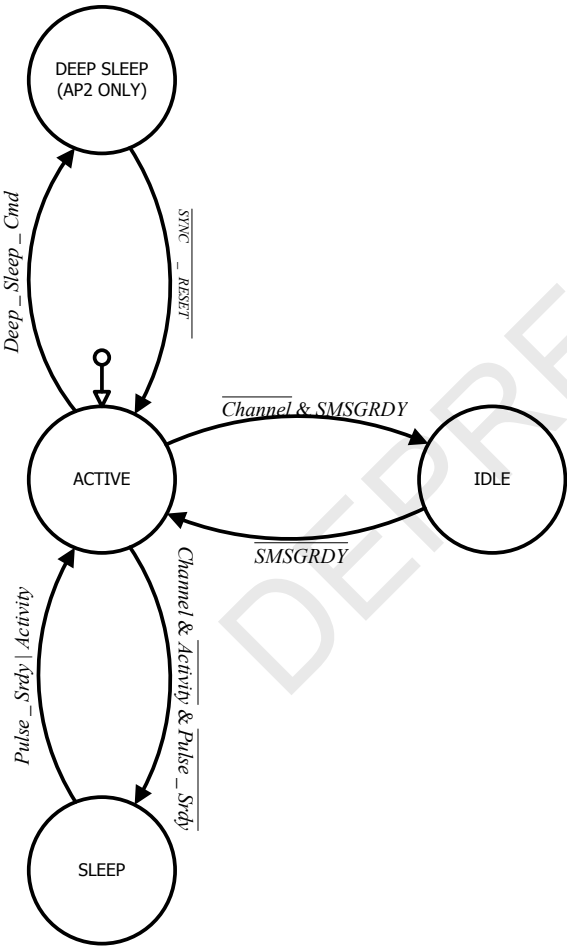 DEEP SLEEP
(AP2 ONLY)
Deep_Sleep_Cmd
SYNC_RESET
Channel & SMSGRDY
ACTIVE
IDLE
SMSGRDY
Pulse_Srdy | Activity
Channel & Activity & Pulse_Srdy
SLEEP
DEPRE